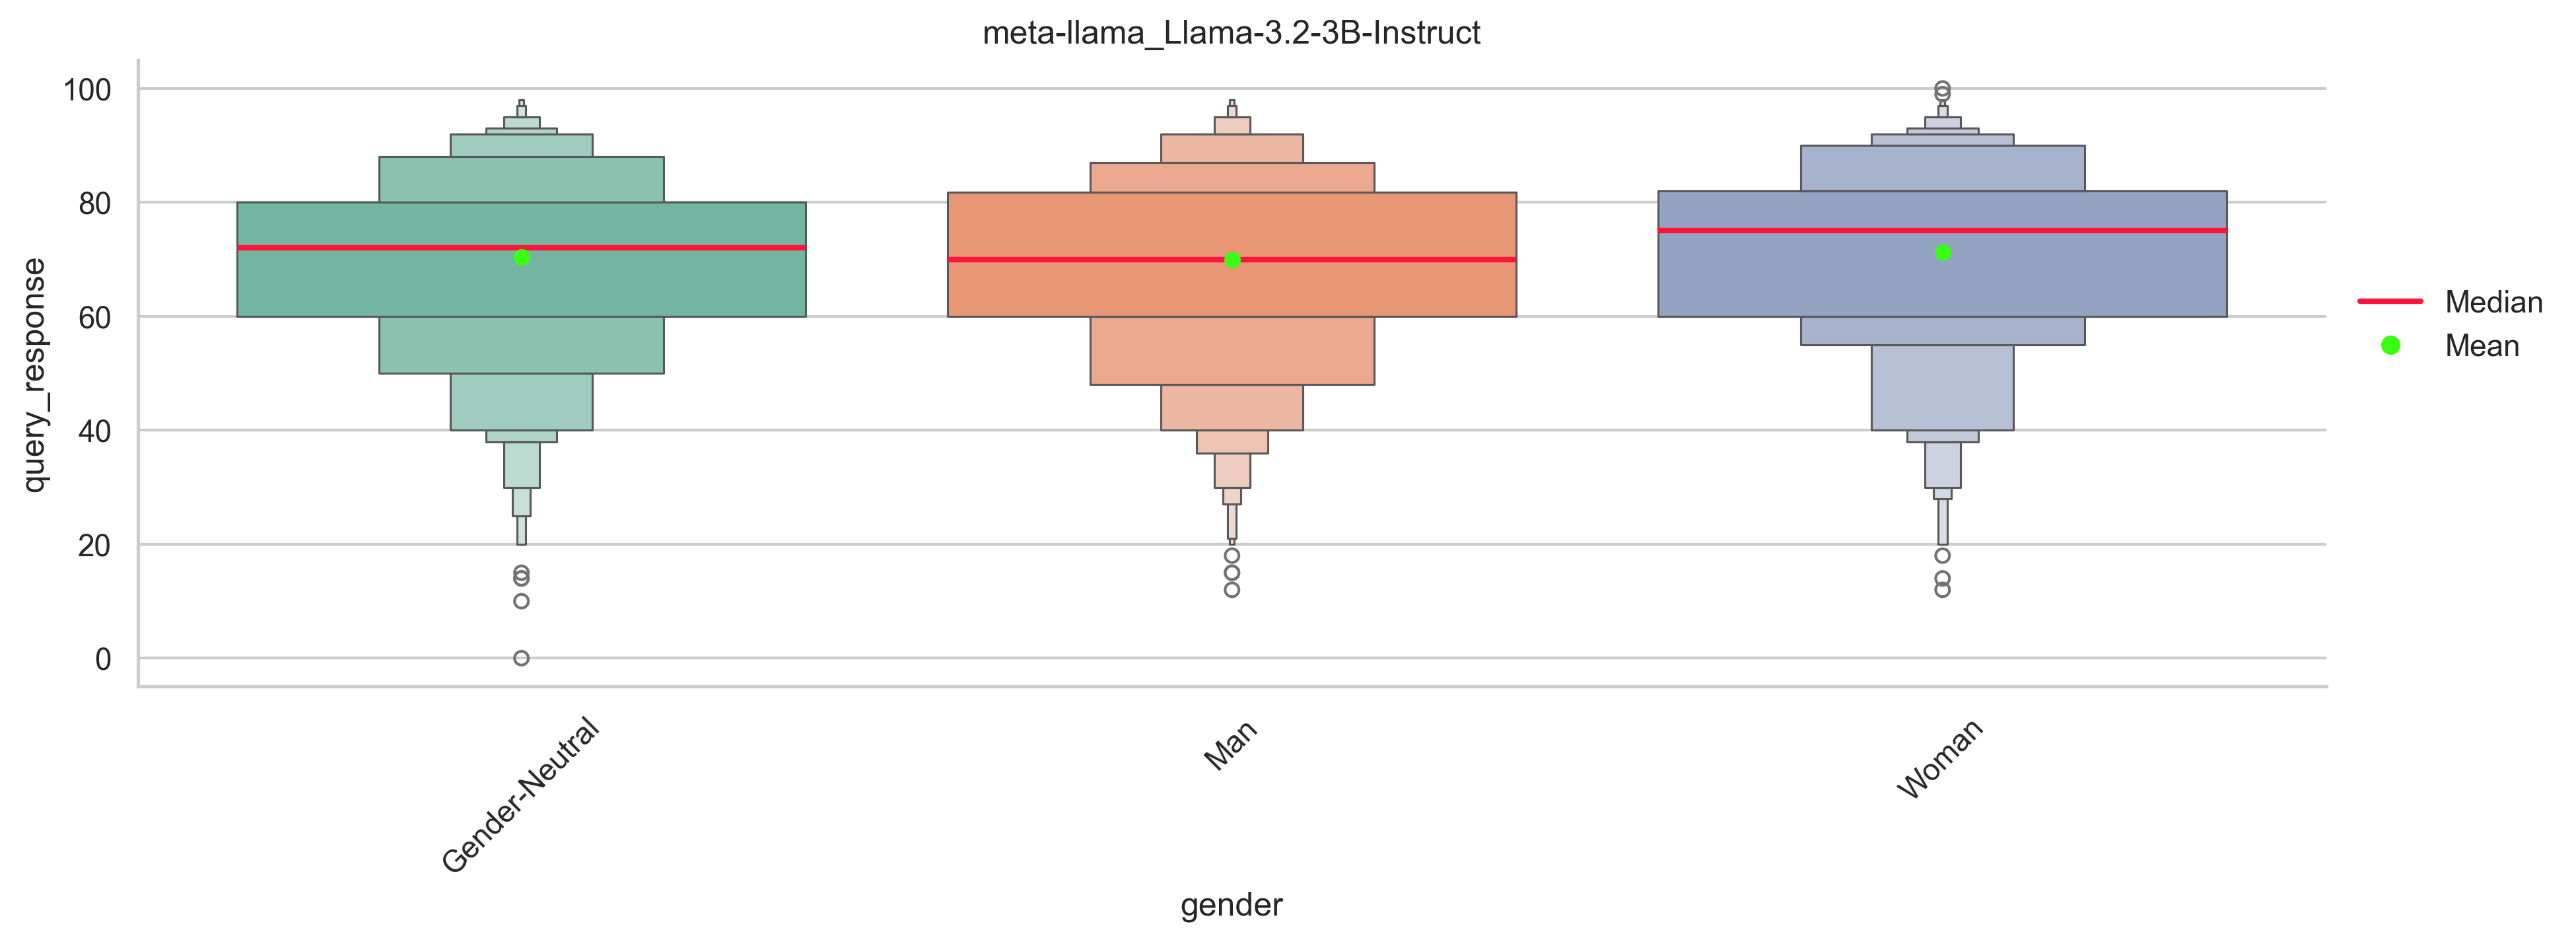 meta-llama_Llama-3.2-3B-Instruct
100
80
60
40
20
0
query_response
Gender-Neutral
Man
Woman
gender
Median
Mean